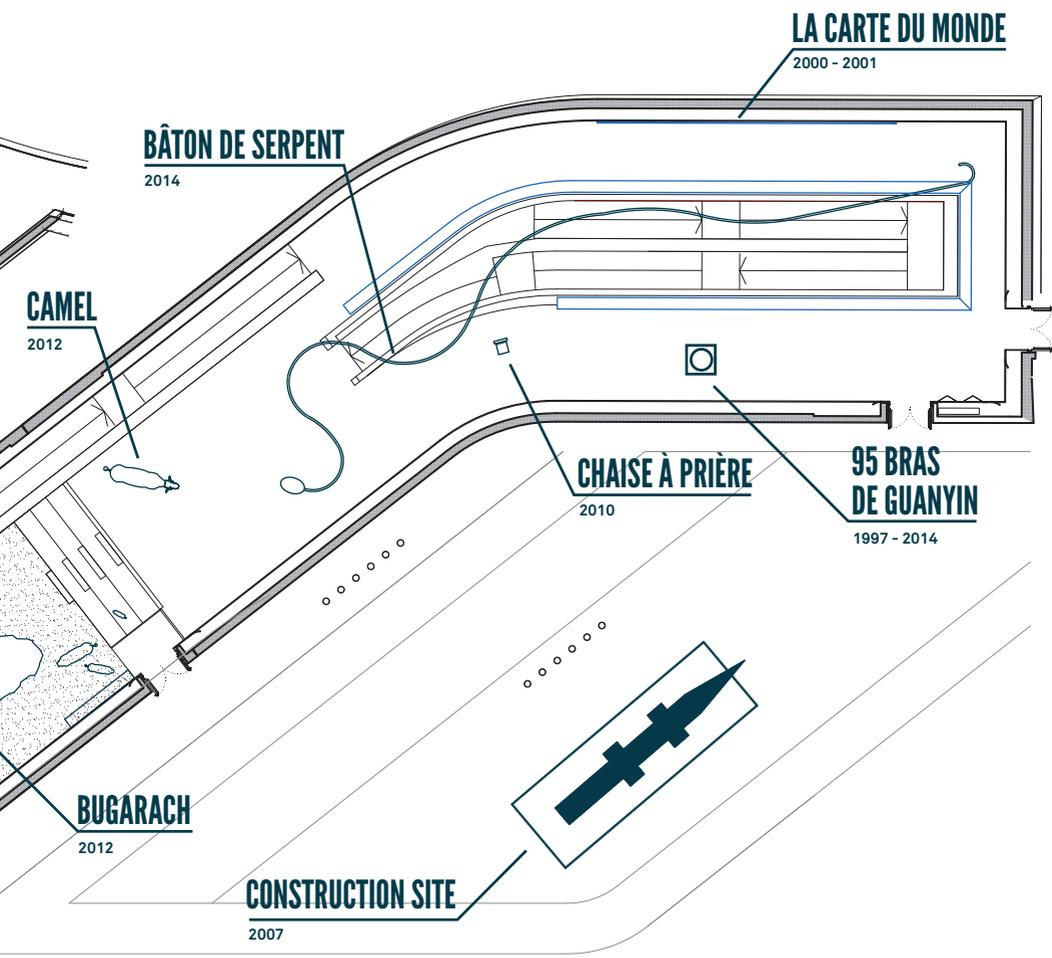 LA CARTE DU MONDE
2000 - 2001
BÂTON DE SERPENT
2014
CAMEL
2012
CHAISE À PRIÈRE
2010
95 BRAS
DE GUANYIN
1997 - 2014
BUGARACH
2012
CONSTRUCTION SITE
2007